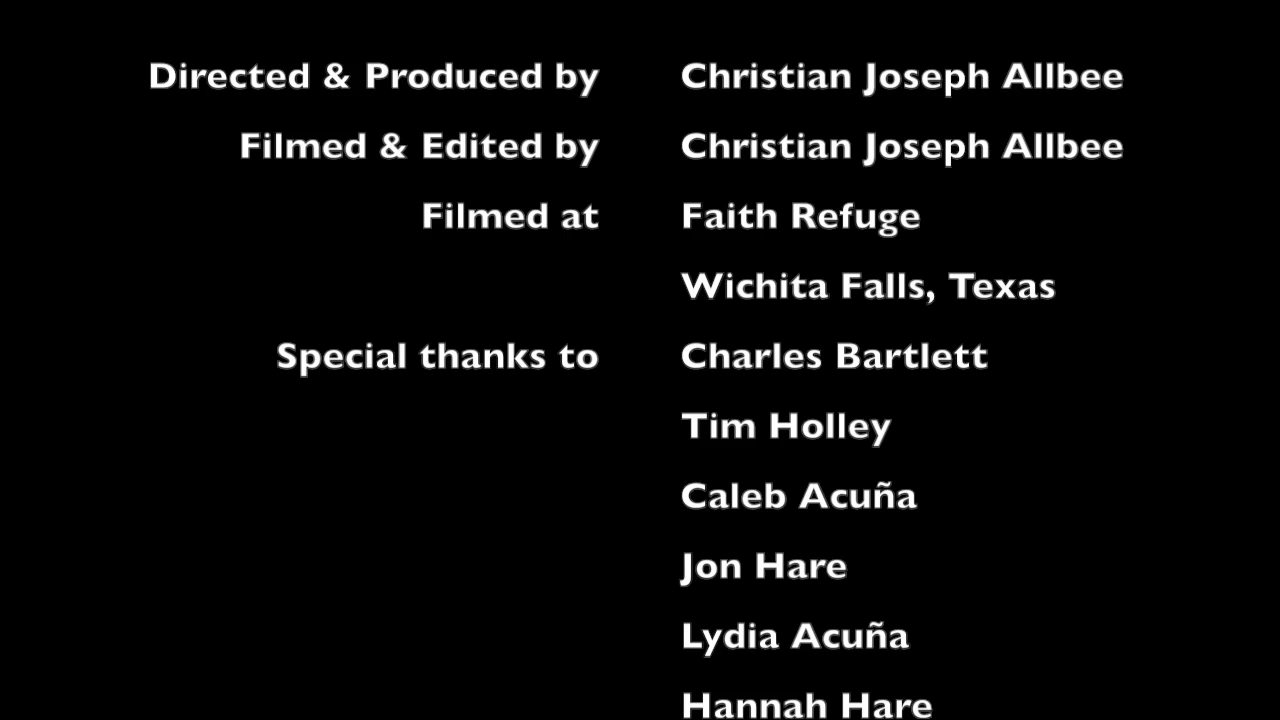 Directed & Produced by Christian Joseph Allbee
Filmed & Edited by Christian Joseph Allbee
Filmed at Faith Refuge
Wichita Falls, Texas
Special thanks to Charles Bartlett
Tim Holley
Caleb Acuña
Jon Hare
Lydia Acuña
Hannah Hare